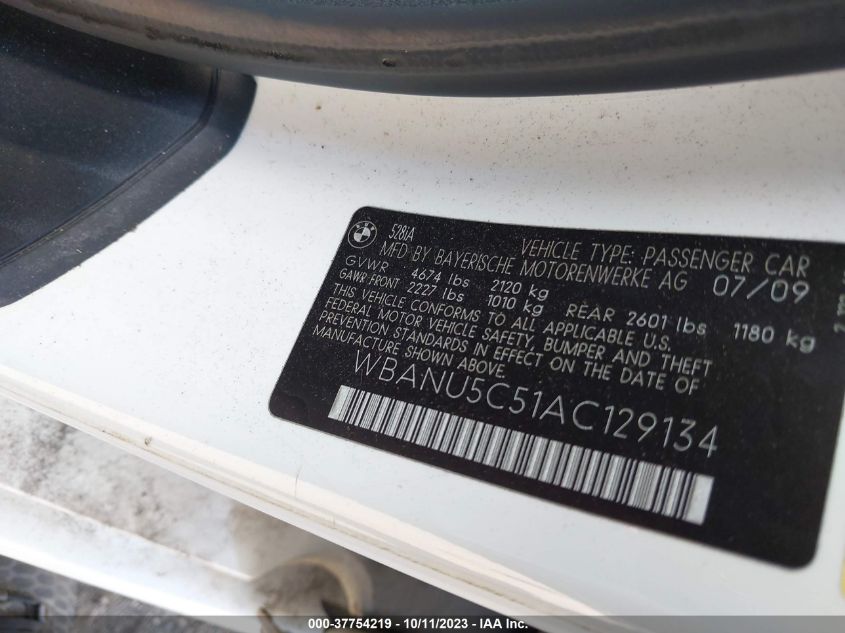 528iA
VEHICLE TYPE: PASSENGER CAR
MFD BY BAYERISCHE MOTORENWERKE AG 07/09
GVWR 4674 lbs 2120 kg
GAWR FRONT 2227 lbs 1010 kg REAR 2601 lbs 1180 kg
THIS VEHICLE CONFORMS TO ALL APPLICABLE U.S.
FEDERAL MOTOR VEHICLE SAFETY, BUMPER AND THEFT
PREVENTION STANDARDS IN EFFECT ON THE DATE OF
MANUFACTURE SHOWN ABOVE.
WBANU5C51AC129134
000-37754219 - 10/11/2023 - IAA Inc.